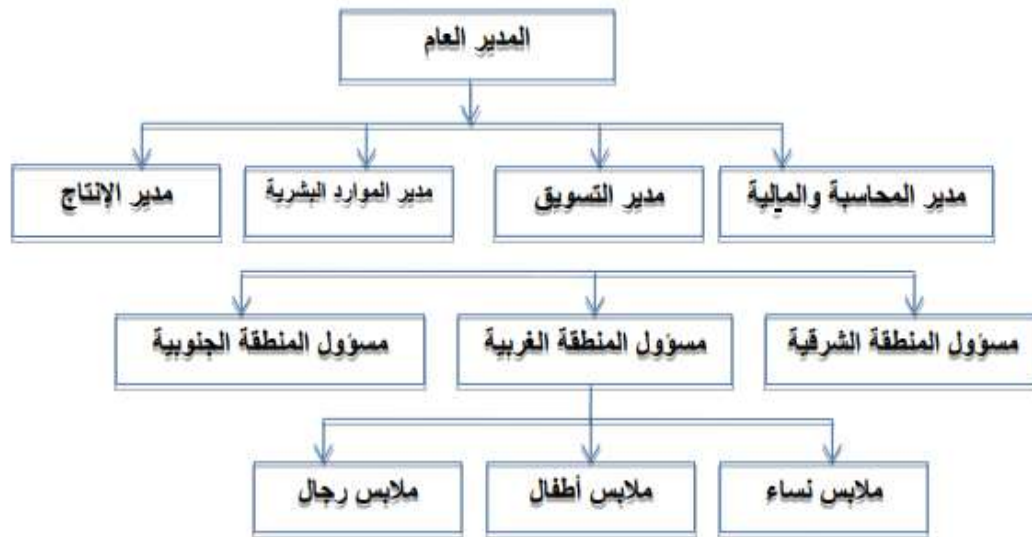 المدير العام
مدير المحاسبة والمالية
مدير التسويق
مدير الموارد البشرية
مدير الإنتاج
مسؤول المنطقة الشرقية
مسؤول المنطقة الغربية
مسؤول المنطقة الجنوبية
ملابس نساء
ملابس أطفال
ملابس رجال